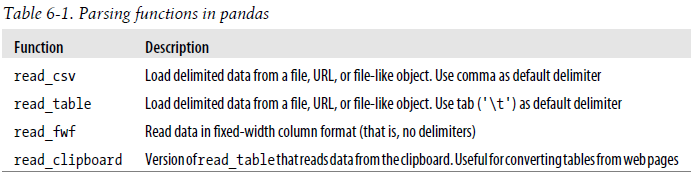 Table 6-1. Parsing functions in pandas
Function Description
read_csv Load delimited data from a file, URL, or file-like object. Use comma as default delimiter
read_table Load delimited data from a file, URL, or file-like object. Use tab ('\t') as default delimiter
read_fwf Read data in fixed-width column format (that is, no delimiters)
read_clipboard Version of read_table that reads data from the clipboard. Useful for converting tables from web pages